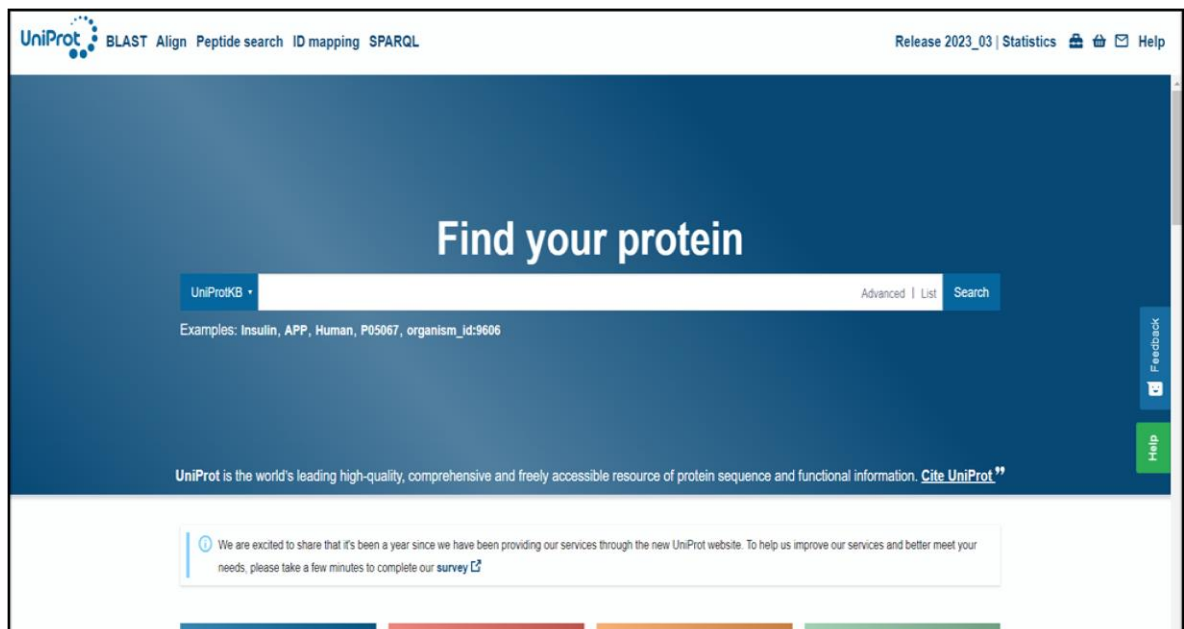 UniProt BLAST Align Peptide search ID mapping SPARQL Release 2023_03 | Statistics Help
Find your protein
UniProtKB Advanced | List Search
Examples: Insulin, APP, Human, P05067, organism_id:9606
Feedback
Help
UniProt is the world's leading high-quality, comprehensive and freely accessible resource of protein sequence and functional information. Cite UniProt ”
We are excited to share that it's been a year since we have been providing our services through the new UniProt website. To help us improve our services and better meet your
needs, please take a few minutes to complete our survey